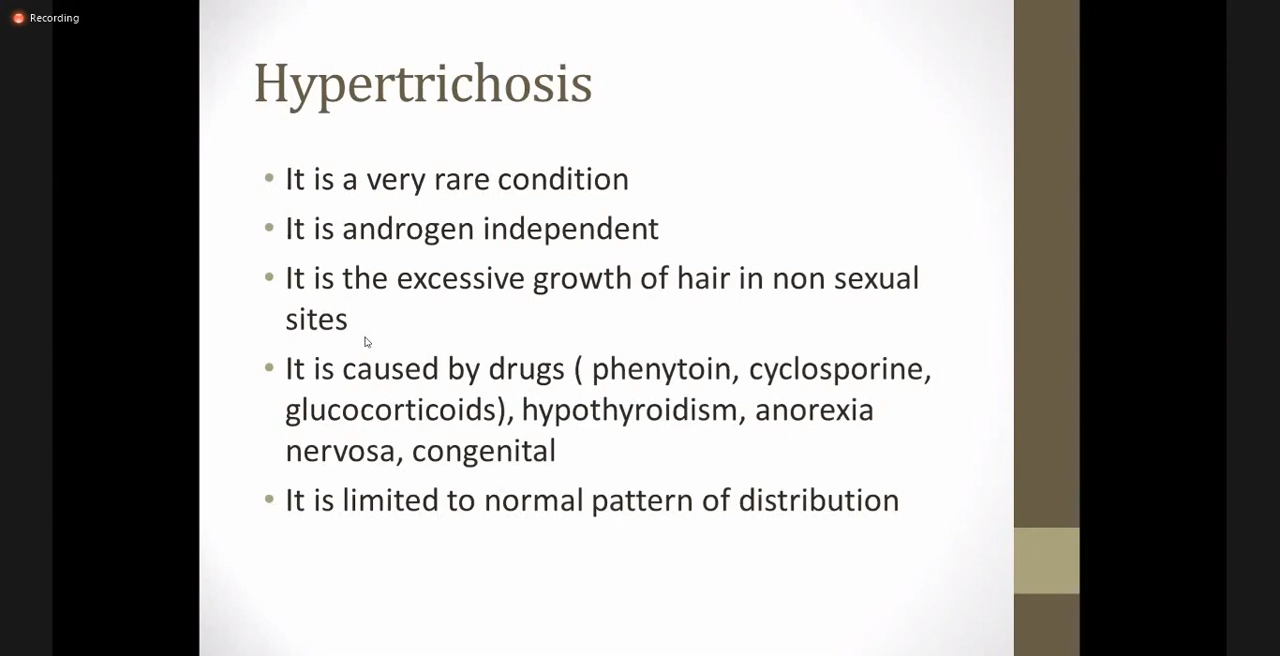 Recording
Hypertrichosis
• It is a very rare condition
• It is androgen independent
• It is the excessive growth of hair in non sexual
sites
• It is caused by drugs ( phenytoin, cyclosporine,
glucocorticoids), hypothyroidism, anorexia
nervosa, congenital
• It is limited to normal pattern of distribution